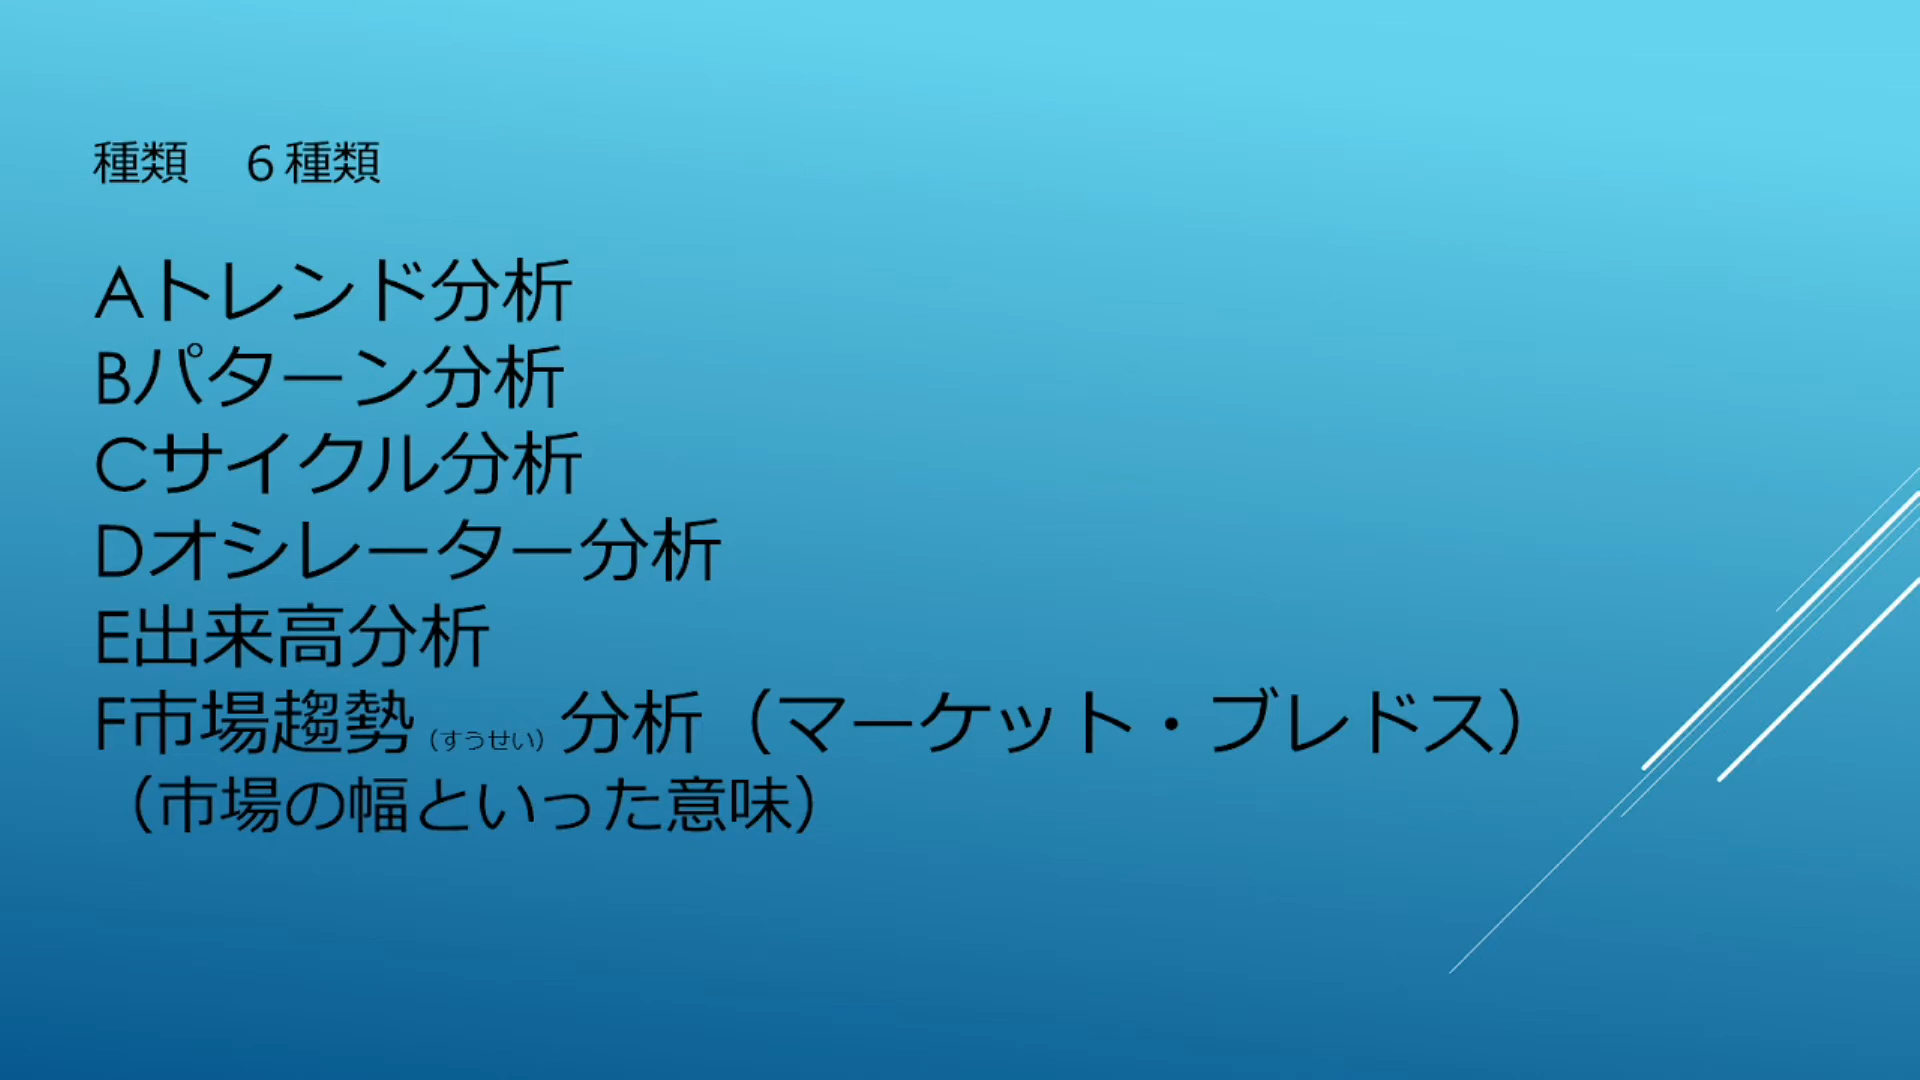 種類　６種類
Aトレンド分析
Bパターン分析
Cサイクル分析
Dオシレーター分析
E出来高分析
F市場趨勢（すうせい）分析（マーケット・ブレドス）
（市場の幅といった意味）